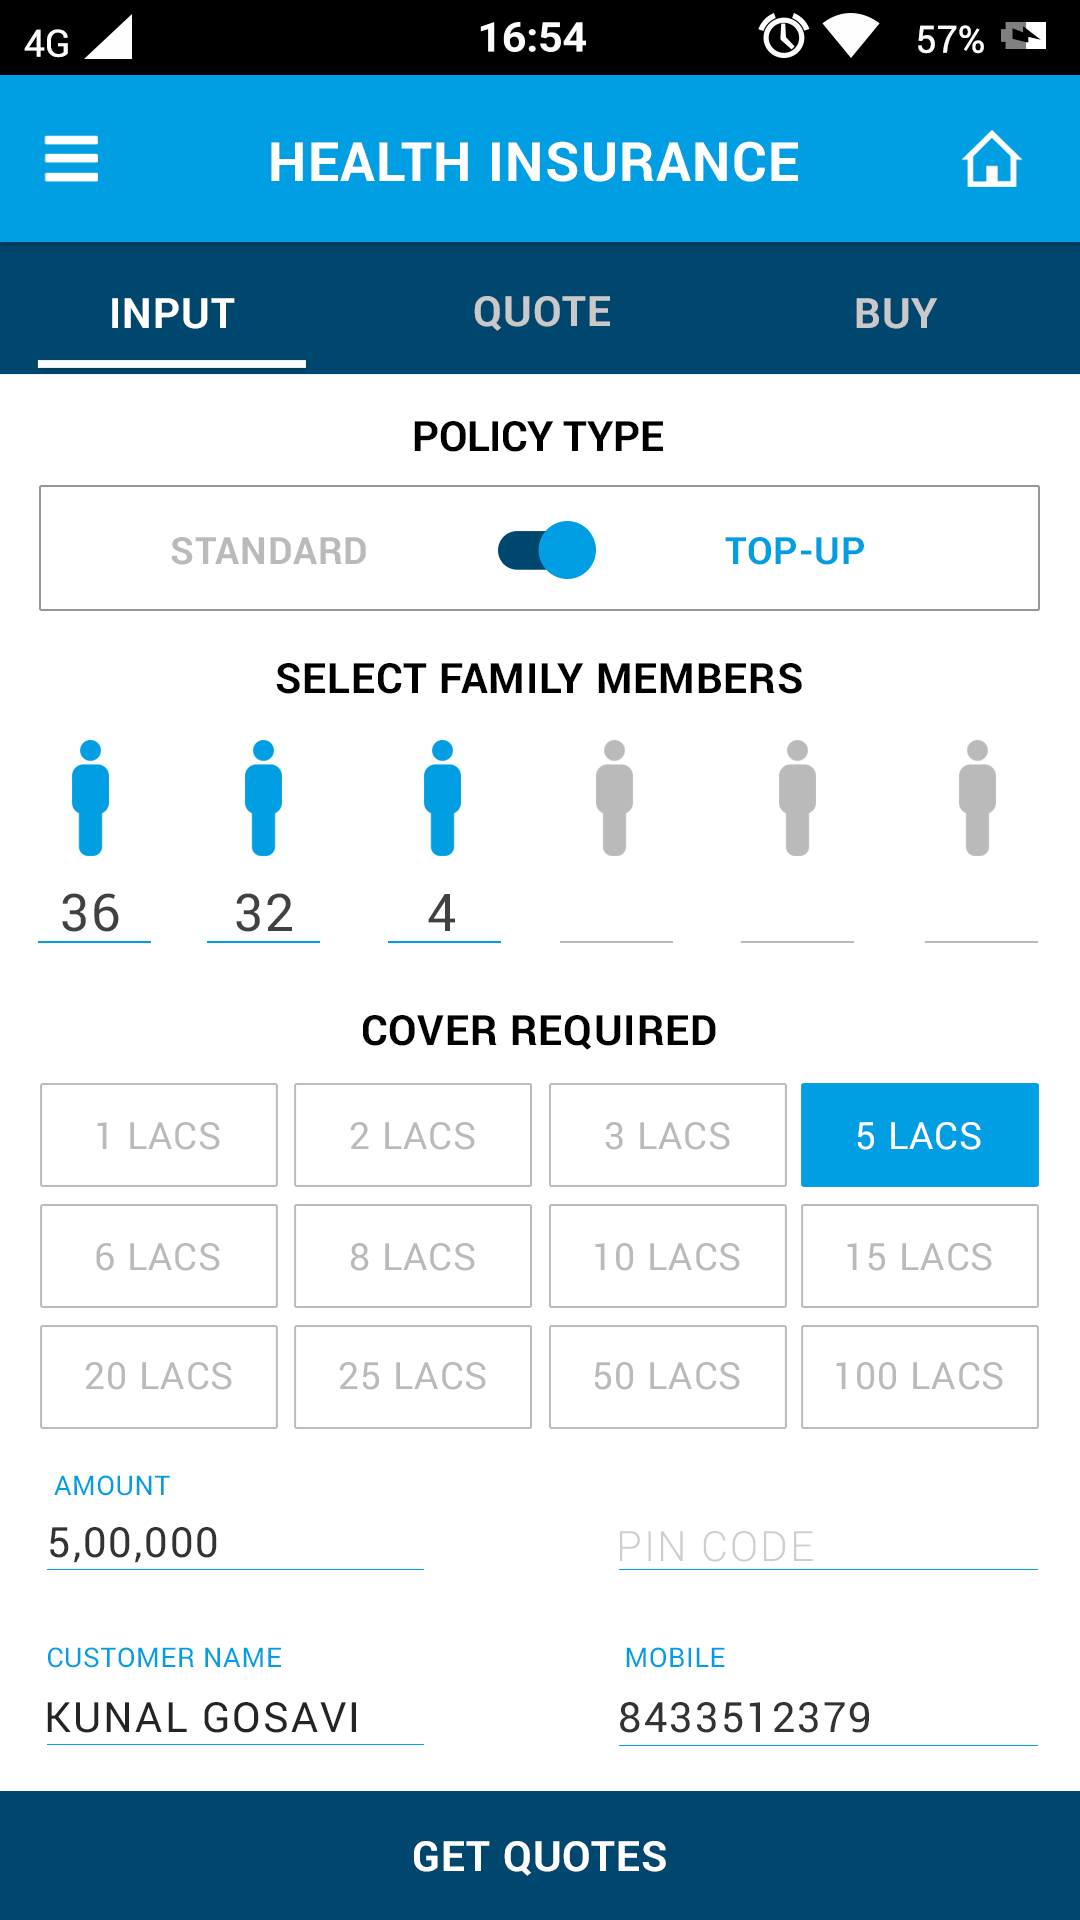 4G 16:54 57%
HEALTH INSURANCE
INPUT QUOTE BUY
POLICY TYPE
STANDARD TOP-UP
SELECT FAMILY MEMBERS
36 32 4
COVER REQUIRED
1 LACS 2 LACS 3 LACS 5 LACS
6 LACS 8 LACS 10 LACS 15 LACS
20 LACS 25 LACS 50 LACS 100 LACS
AMOUNT
5,00,000 PIN CODE
CUSTOMER NAME MOBILE
KUNAL GOSAVI 8433512379
GET QUOTES